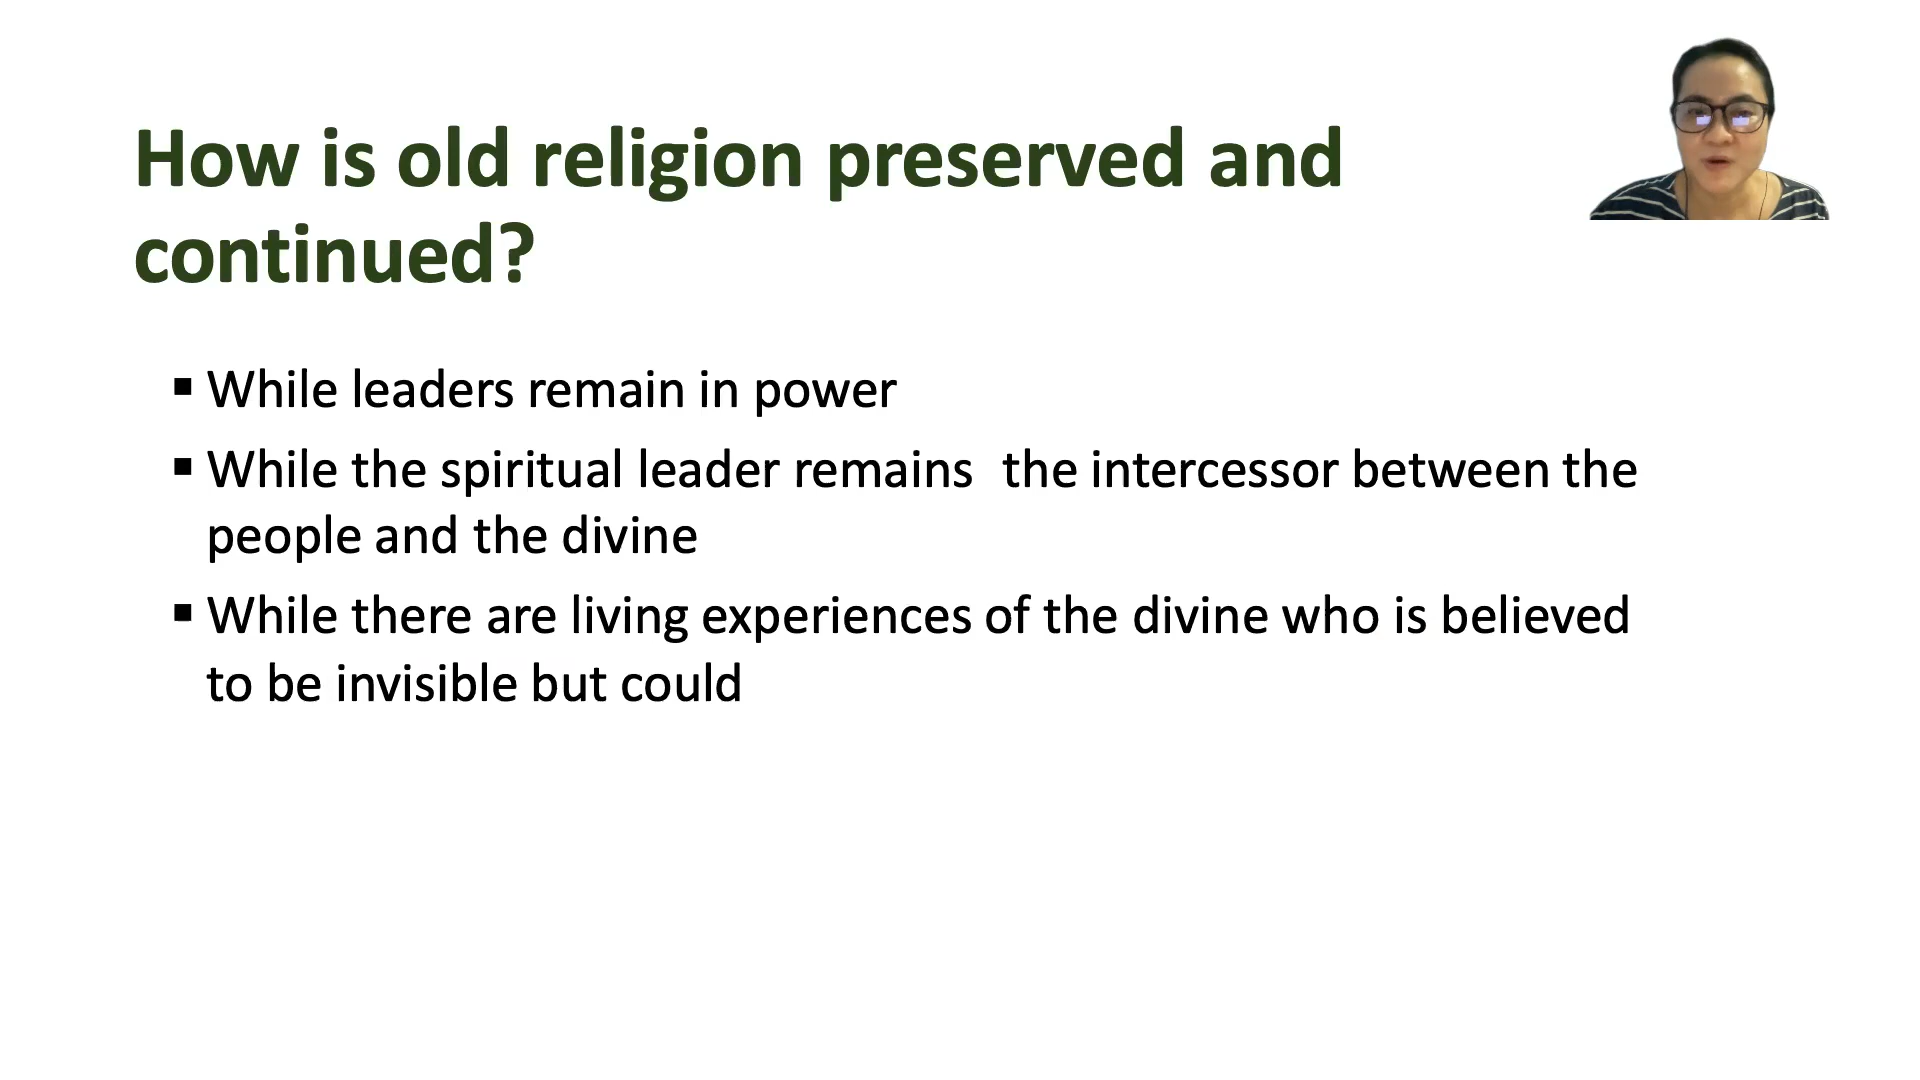 How is old religion preserved and
continued?
▪ While leaders remain in power
▪ While the spiritual leader remains  the intercessor between the
people and the divine
▪ While there are living experiences of the divine who is believed
to be invisible but could